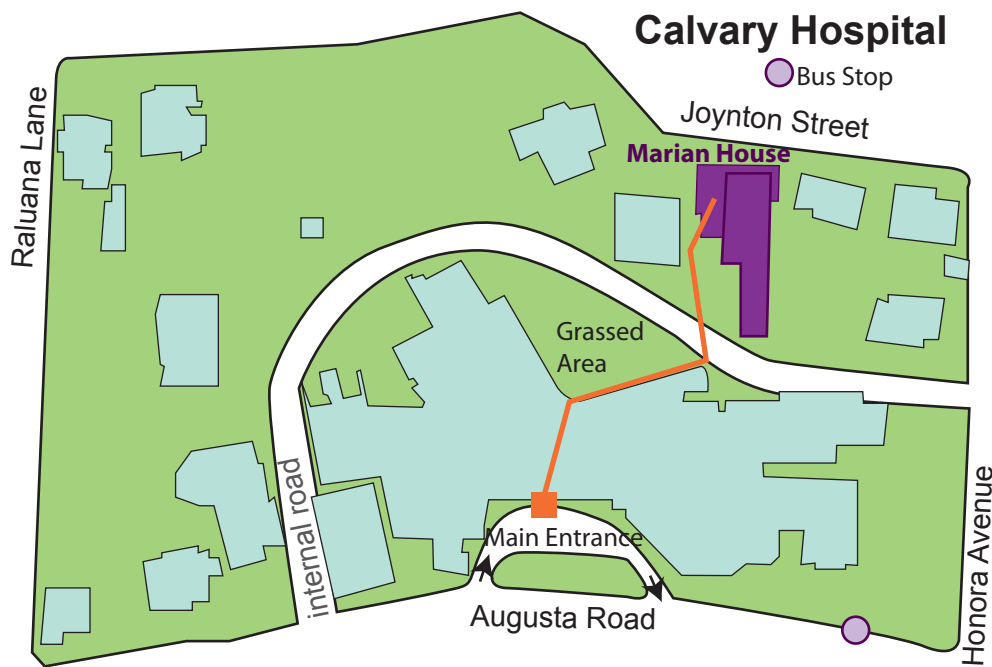 Calvary Hospital
Bus Stop
Joynton Street
Marian House
Raluana Lane
Grassed
Area
internal road
Main Entrance
Augusta Road
Honora Avenue